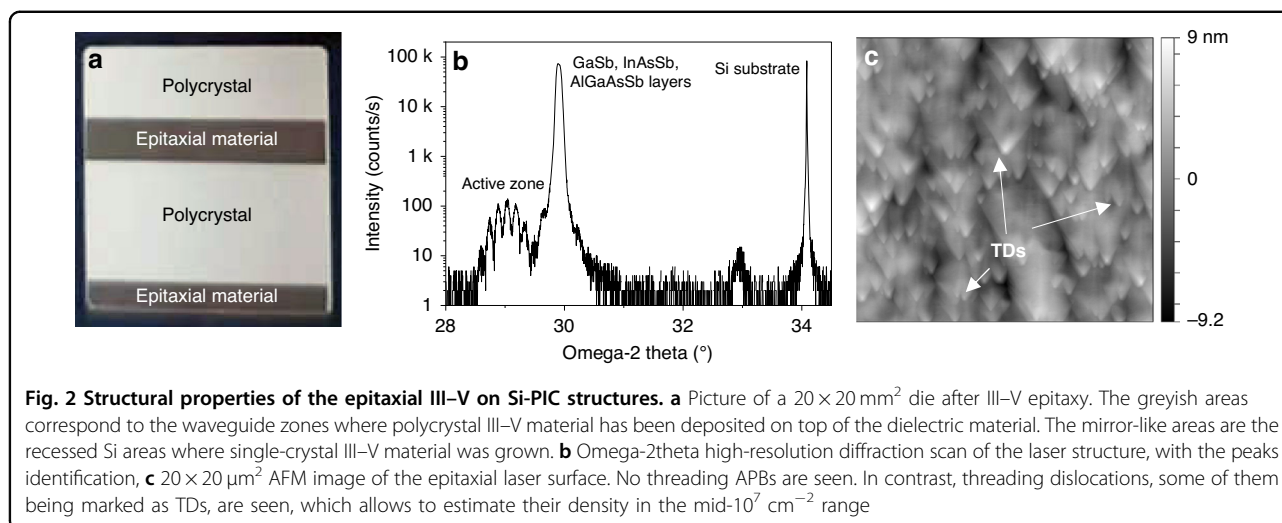 a
Polycrystal
Epitaxial material
Polycrystal
Epitaxial material
b
Intensity (counts/s)
100 k
10 k
1 k
100
10
1
GaSb, InAsSb,
AlGaAsSb layers
Si substrate
Active zone
28 30 32 34
Omega-2 theta (°)
c
TDs
9 nm
0
–9.2
Fig. 2 Structural properties of the epitaxial III–V on Si-PIC structures. a Picture of a 20 × 20 mm² die after III–V epitaxy. The greyish areas
correspond to the waveguide zones where polycrystal III–V material has been deposited on top of the dielectric material. The mirror-like areas are the
recessed Si areas where single-crystal III–V material was grown. b Omega-2theta high-resolution diffraction scan of the laser structure, with the peaks
identification, c 20 × 20 μm² AFM image of the epitaxial laser surface. No threading APBs are seen. In contrast, threading dislocations, some of them
being marked as TDs, are seen, which allows to estimate their density in the mid-10⁷ cm⁻² range